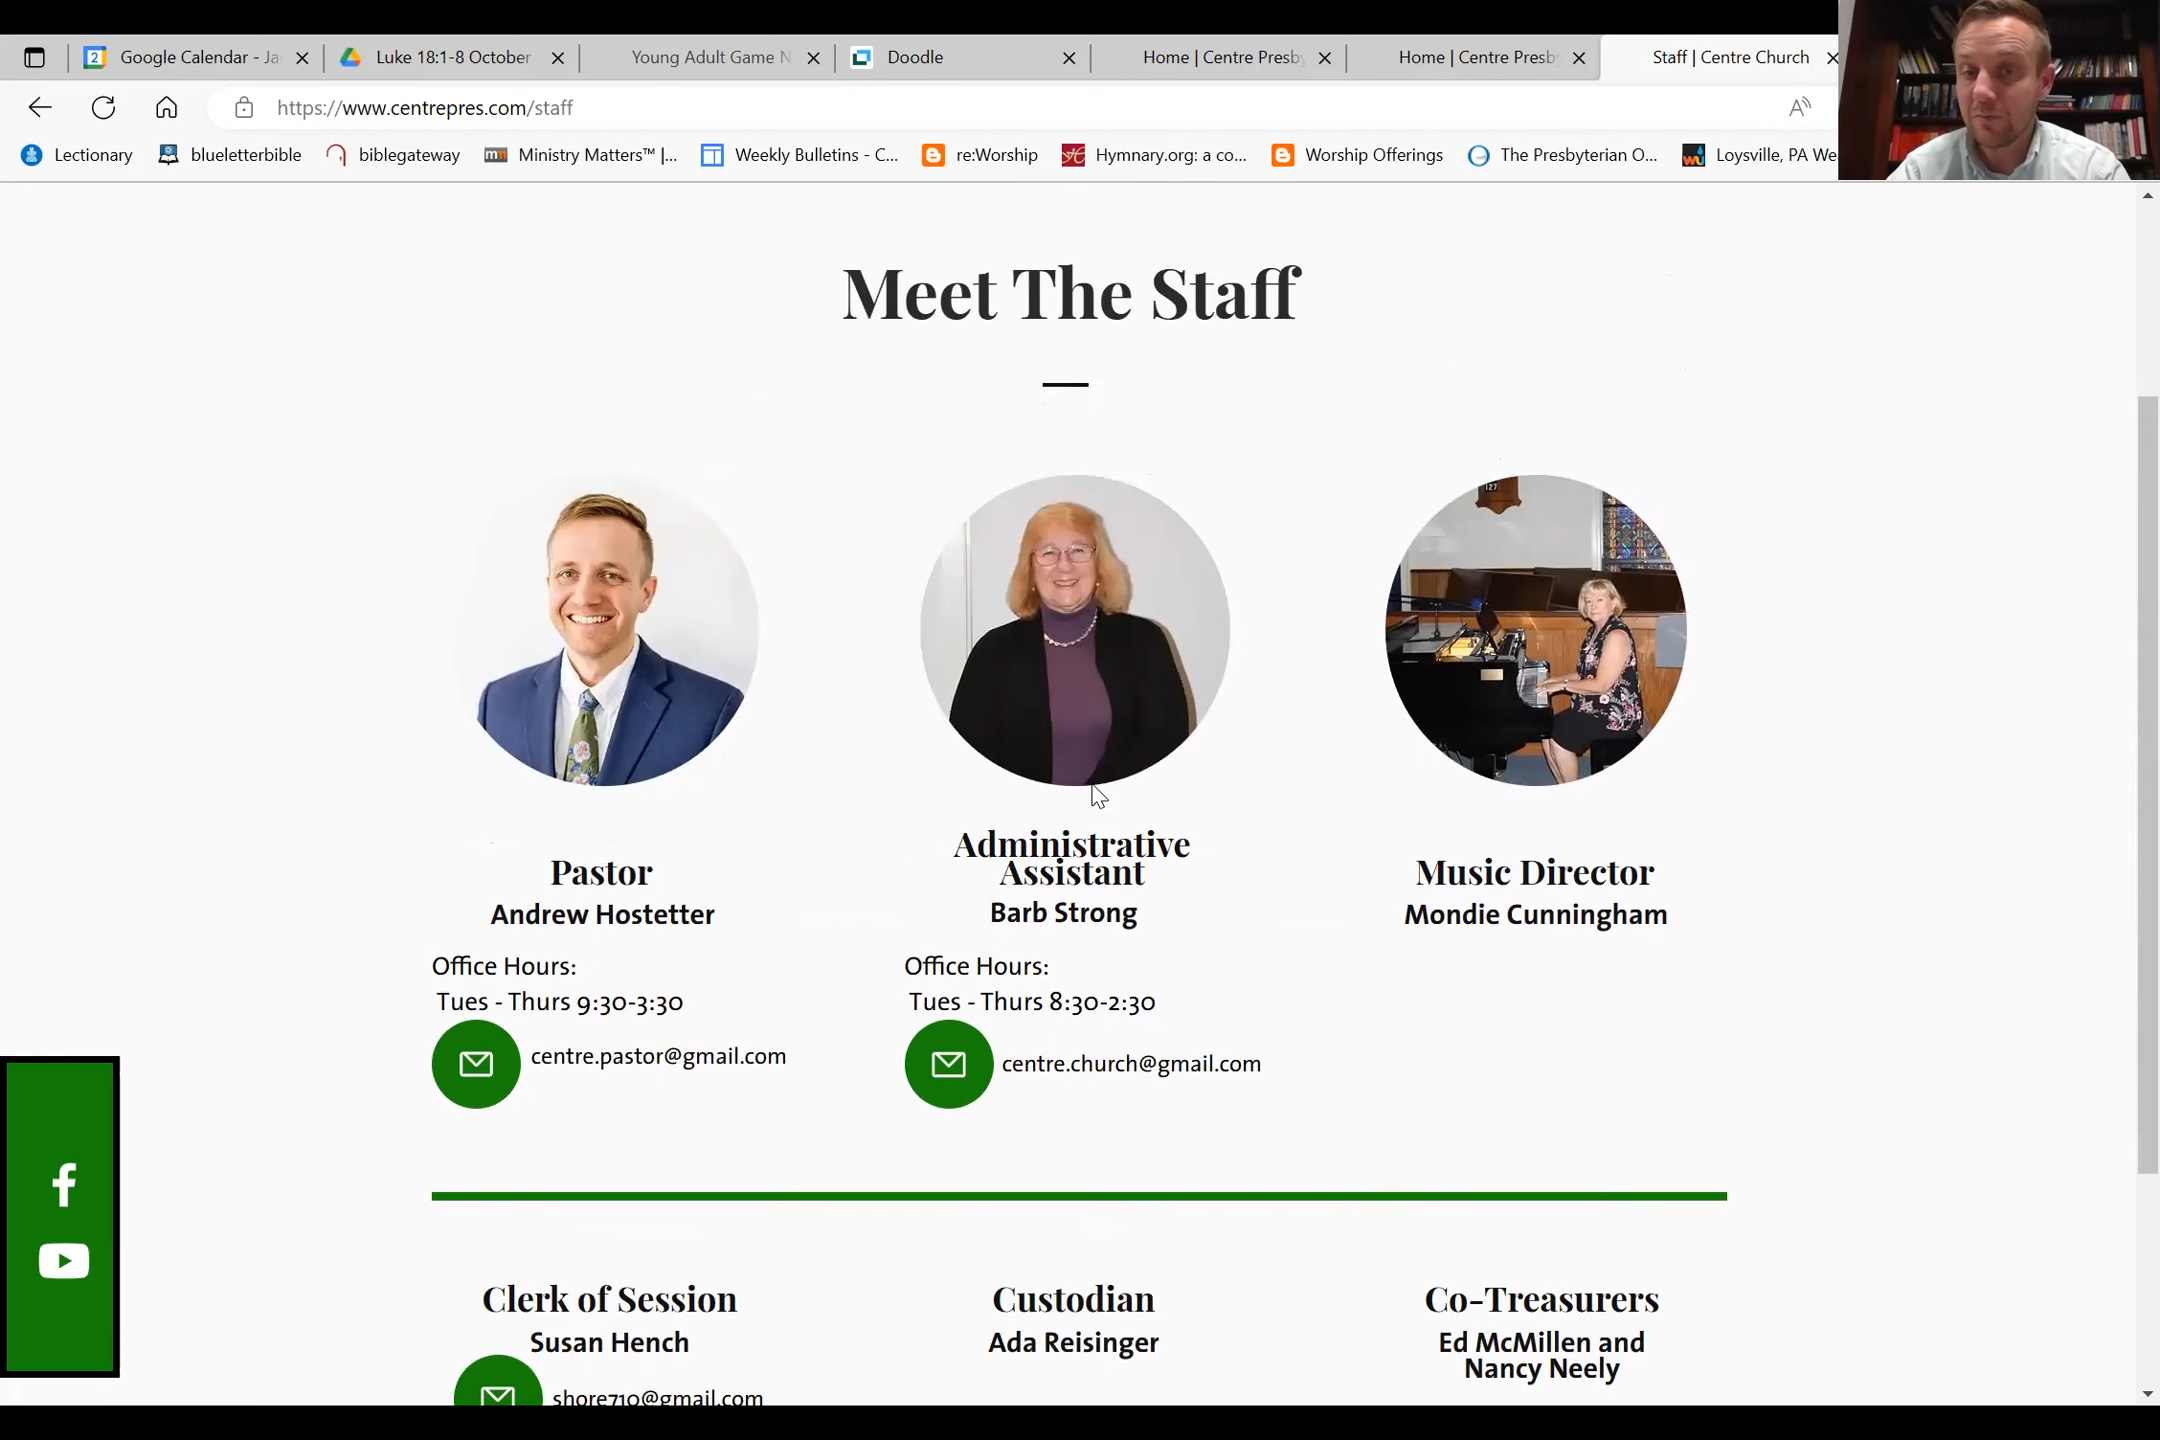 2
Google Calendar - Ja
Luke 18:1-8 October
Young Adult Game N
Doodle
Home | Centre Presb
Home | Centre Presb
Staff | Centre Church
https://www.centrepres.com/staff
Lectionary
blueletterbible
biblegateway
Ministry Matters™ |...
Weekly Bulletins - C...
re:Worship
Hymnary.org: a co...
Worship Offerings
The Presbyterian O...
Loysville, PA We
Meet The Staff
127
Pastor
Andrew Hostetter
Office Hours:
Tues - Thurs 9:30-3:30
centre.pastor@gmail.com
Administrative
Assistant
Barb Strong
Office Hours:
Tues - Thurs 8:30-2:30
centre.church@gmail.com
Music Director
Mondie Cunningham
Clerk of Session
Susan Hench
shore710@gmail.com
Custodian
Ada Reisinger
Co-Treasurers
Ed McMillen and
Nancy Neely